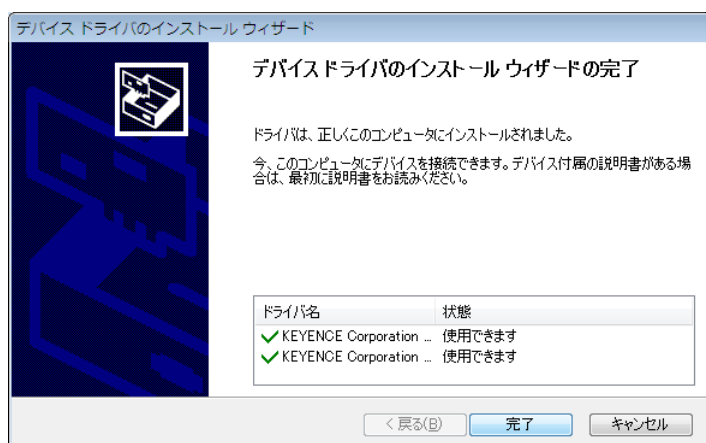 デバイス ドライバのインストール ウィザード
デバイス ドライバのインストール ウィザードの完了
ドライバは、正しくこのコンピュータにインストールされました。
今、このコンピュータにデバイスを接続できます。デバイス付属の説明書がある場
合は、最初に説明書をお読みください。
ドライバ名 状態
KEYENCE Corporation ... 使用できます
KEYENCE Corporation ... 使用できます
< 戻る(B) 完了 キャンセル